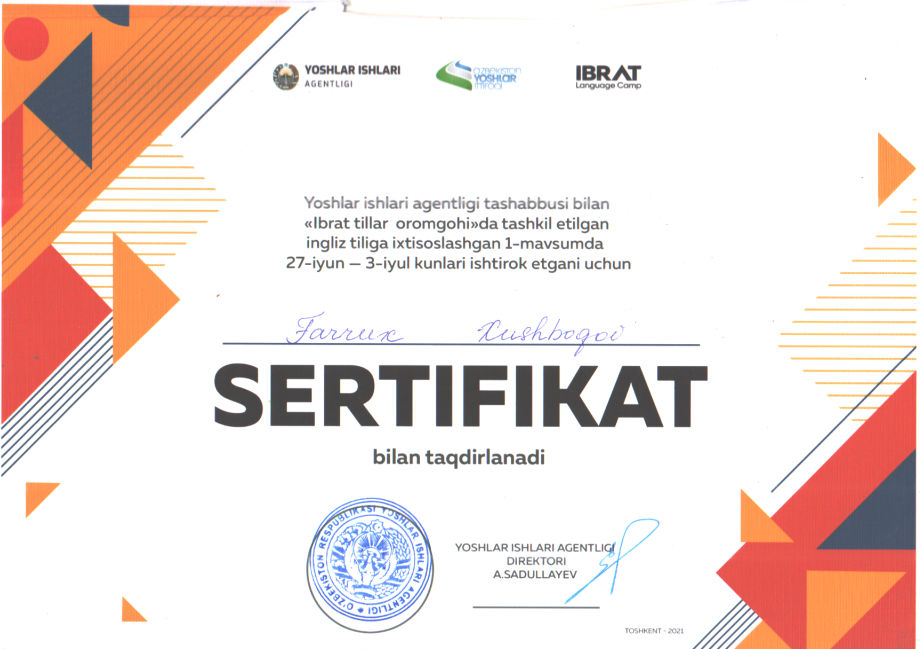 YOSHLAR ISHLARI
AGENTLIGI
O'ZBEKISTON
YOSHLAR
ITTIFOQI
IBRAT
Language Camp
Yoshlar ishlari agentligi tashabbusi bilan
«Ibrat tillar oromgohi»da tashkil etilgan
ingliz tiliga ixtisoslashgan 1-mavsumda
27-iyun — 3-iyul kunlari ishtirok etgani uchun
Farrux Xushboqov
SERTIFIKAT
bilan taqdirlanadi
O'ZBEKISTON RESPUBLIKASI YOSHLAR ISHLARI AGENTLIGI
YOSHLAR ISHLARI AGENTLIGI
DIREKTORI
A.SADULLAYEV
TOSHKENT - 2021